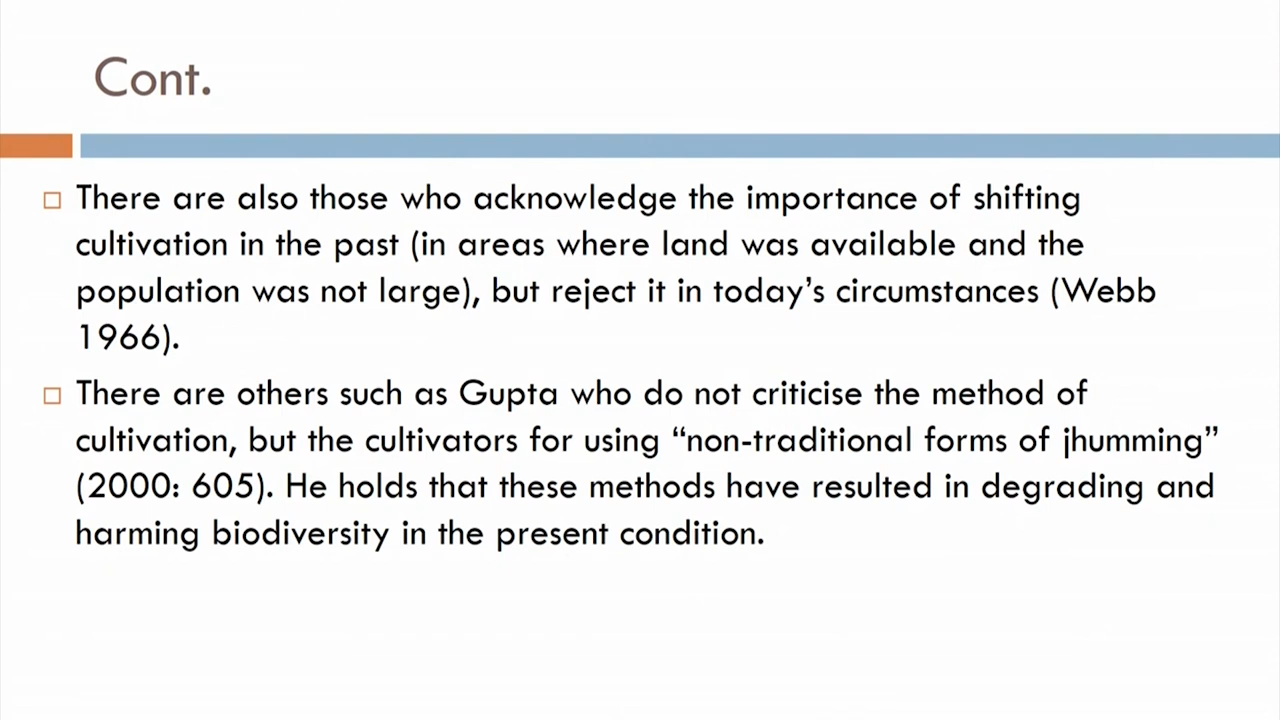 Cont.
There are also those who acknowledge the importance of shifting
cultivation in the past (in areas where land was available and the
population was not large), but reject it in today’s circumstances (Webb
1966).
There are others such as Gupta who do not criticise the method of
cultivation, but the cultivators for using “non-traditional forms of jhumming”
(2000: 605). He holds that these methods have resulted in degrading and
harming biodiversity in the present condition.